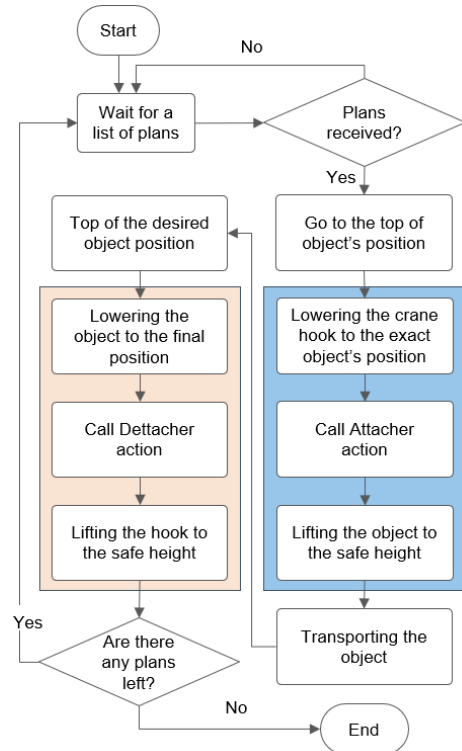 Start
No
Wait for a
list of plans
Plans
received?
Yes
Go to the top of
object's position
Lowering the crane
hook to the exact
object's position
Call Attacher
action
Lifting the object to
the safe height
Transporting the
object
Top of the desired
object position
Lowering the
object to the final
position
Call Dettacher
action
Lifting the hook to
the safe height
Are there
any plans
left?
Yes
No
End